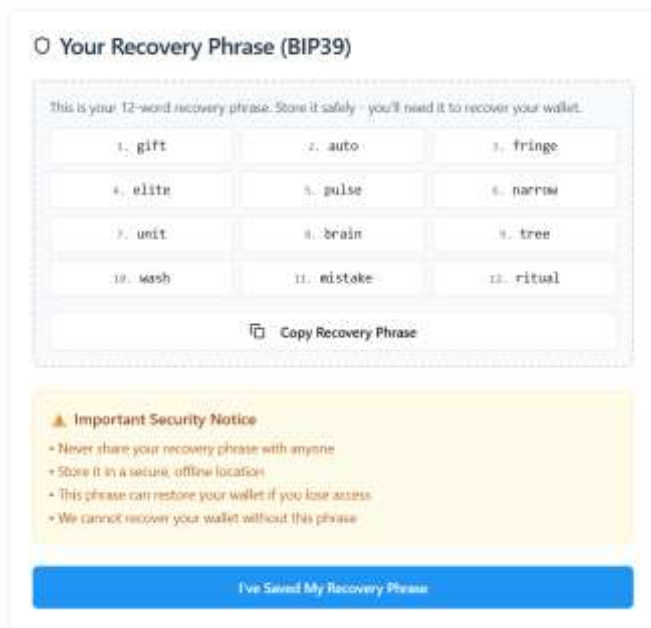 Your Recovery Phrase (BIP39)
This is your 12-word recovery phrase. Store it safely - you'll need it to recover your wallet.
1. gift 2. auto 3. fringe
4. elite 5. pulse 6. narrow
7. unit 8. brain 9. tree
10. wash 11. mistake 12. ritual
Copy Recovery Phrase
Important Security Notice
• Never share your recovery phrase with anyone
• Store it in a secure, offline location
• This phrase can restore your wallet if you lose access
• We cannot recover your wallet without this phrase
I've Saved My Recovery Phrase